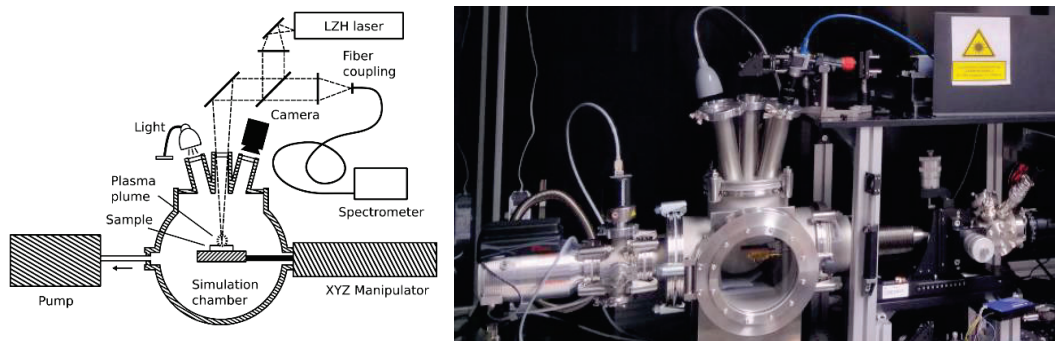 LZH laser
Fiber
coupling
Camera
Light
Plasma
plume
Sample
Spectrometer
Simulation
chamber
Pump
XYZ Manipulator